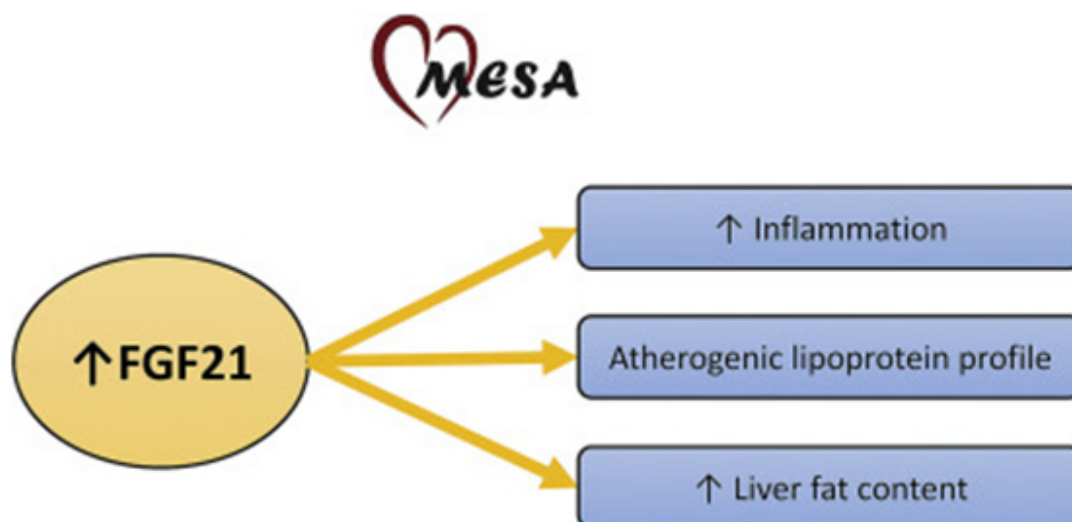 MESA
↑ Inflammation
↑FGF21
Atherogenic lipoprotein profile
↑ Liver fat content